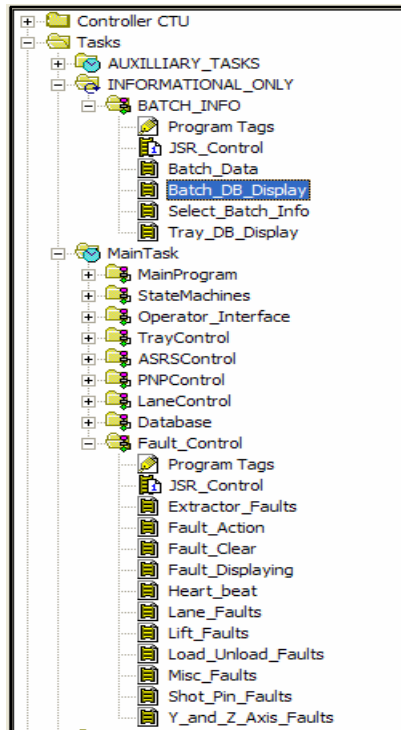 Controller CTU
Tasks
AUXILLIARY_TASKS
INFORMATIONAL_ONLY
BATCH_INFO
Program Tags
JSR_Control
Batch_Data
Batch_DB_Display
Select_Batch_Info
Tray_DB_Display
MainTask
MainProgram
StateMachines
Operator_Interface
TrayControl
ASRSControl
PNPControl
LaneControl
Database
Fault_Control
Program Tags
JSR_Control
Extractor_Faults
Fault_Action
Fault_Clear
Fault_Displaying
Heart_beat
Lane_Faults
Lift_Faults
Load_Unload_Faults
Misc_Faults
Shot_Pin_Faults
Y_and_Z_Axis_Faults